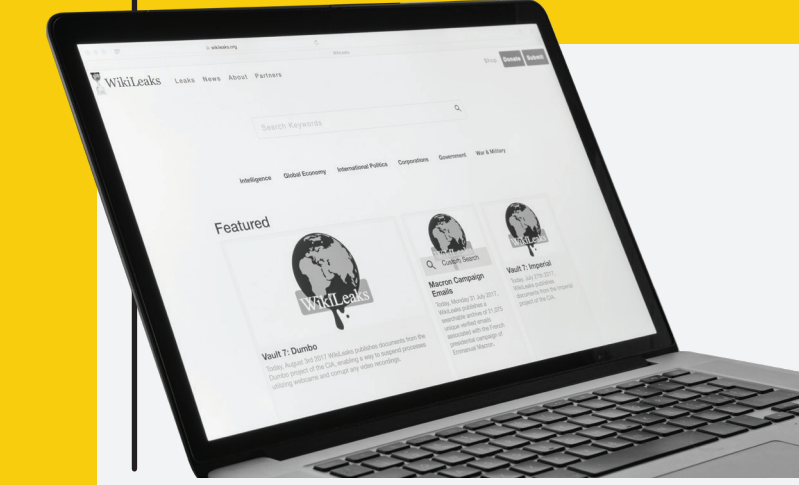 wikileaks.org
WikiLeaks
WikiLeaks Leaks News About Partners
Shop Donate Submit
Search Keywords
Intelligence Global Economy International Politics Corporations Government War & Military
Featured
WikiLeaks
WikiLeaks
Custom Search
WikiLeaks
Vault 7: Dumbo
Today, August 3rd 2017 WikiLeaks publishes documents from the
Dumbo project of the CIA, enabling a way to suspend processes
utilizing webcams and corrupt any video recordings.
Macron Campaign
Emails
Today, Monday 31 July 2017,
WikiLeaks publishes a
searchable archive of 21,075
unique verified emails
associated with the French
presidential campaign of
Emmanuel Macron.
Vault 7: Imperial
Today, July 27th 2017,
WikiLeaks publishes
documents from the Imperial
project of the CIA.